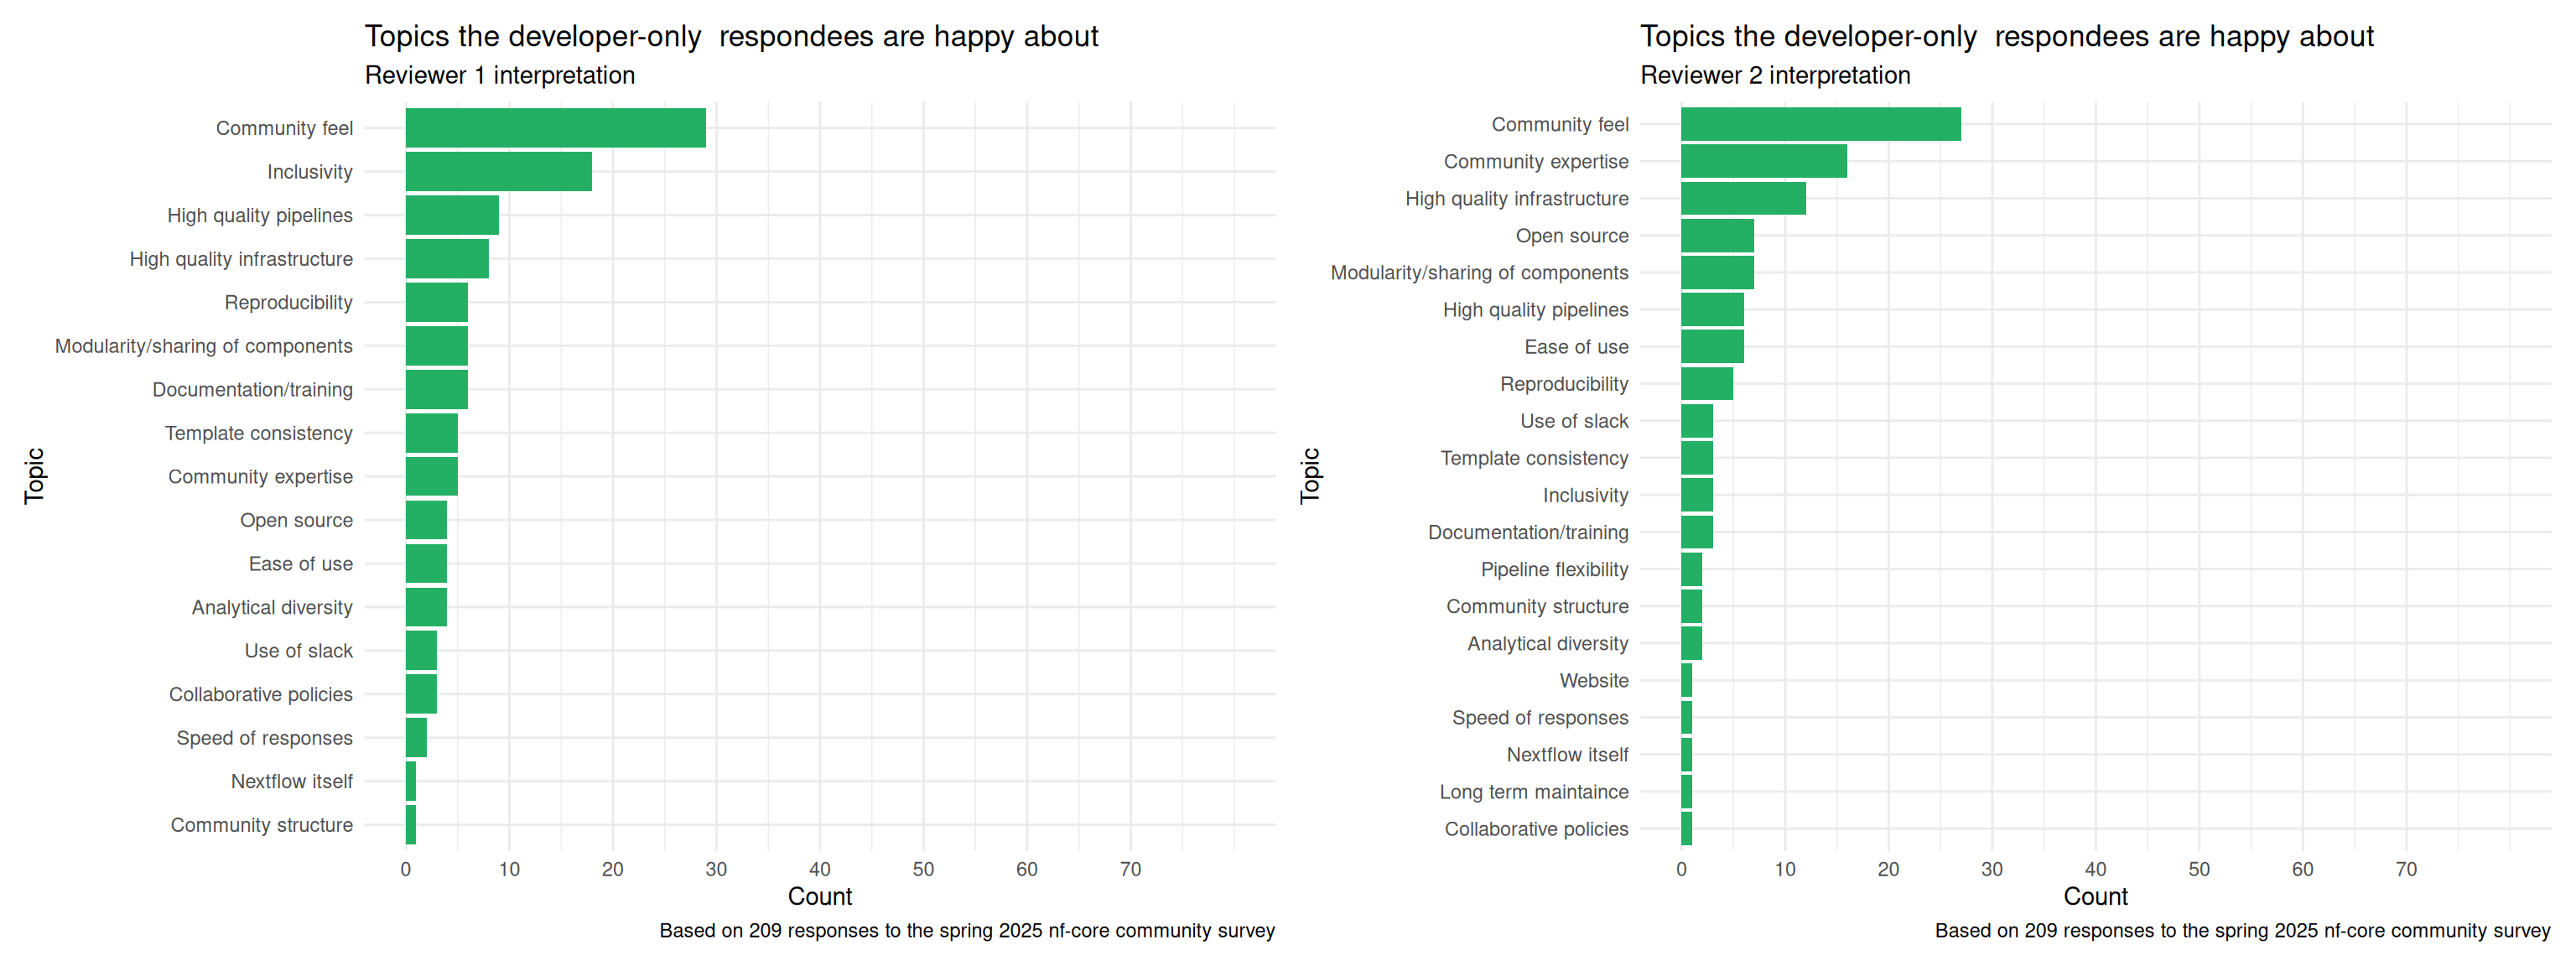 Topics the developer-only  respondees are happy about
Reviewer 1 interpretation
Topic
Community feel
Inclusivity
High quality pipelines
High quality infrastructure
Reproducibility
Modularity/sharing of components
Documentation/training
Template consistency
Community expertise
Open source
Ease of use
Analytical diversity
Use of slack
Collaborative policies
Speed of responses
Nextflow itself
Community structure
0 10 20 30 40 50 60 70
Count
Based on 209 responses to the spring 2025 nf-core community survey
Topics the developer-only  respondees are happy about
Reviewer 2 interpretation
Topic
Community feel
Community expertise
High quality infrastructure
Open source
Modularity/sharing of components
High quality pipelines
Ease of use
Reproducibility
Use of slack
Template consistency
Inclusivity
Documentation/training
Pipeline flexibility
Community structure
Analytical diversity
Website
Speed of responses
Nextflow itself
Long term maintaince
Collaborative policies
0 10 20 30 40 50 60 70
Count
Based on 209 responses to the spring 2025 nf-core community survey